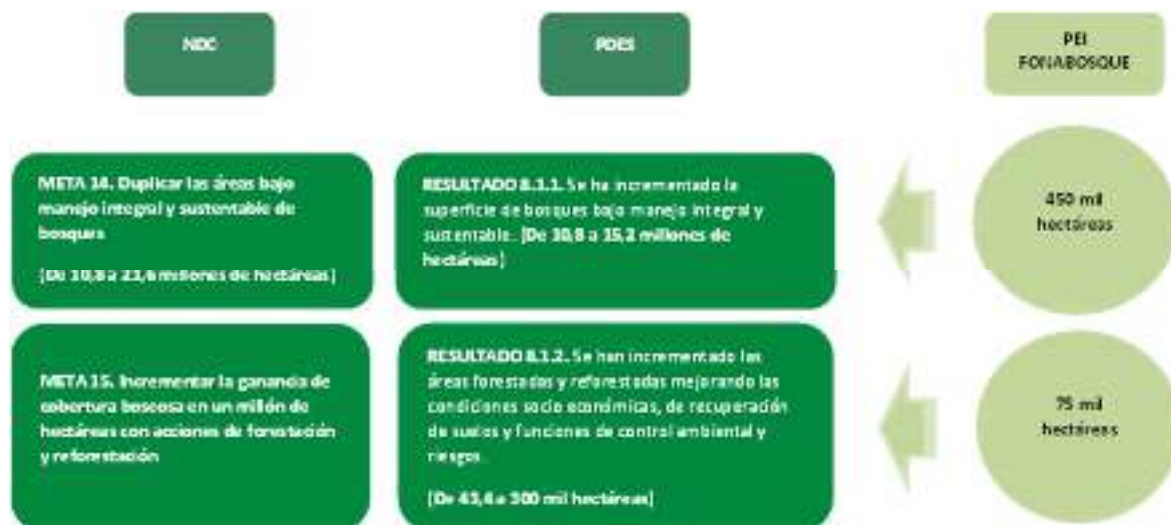 NDC
PDES
PEI
FONABOSQUE
META 14. Duplicar las áreas bajo
manejo integral y sustentable de
bosques
[De 10,8 a 21,6 millones de hectáreas]
RESULTADO 8.1.1. Se ha incrementado la
superficie de bosques bajo manejo integral y
sustentable. [De 10,8 a 15,2 millones de
hectáreas]
450 mil
hectáreas
META 15. Incrementar la ganancia de
cobertura boscosa en un millón de
hectáreas con acciones de forestación
y reforestación
RESULTADO 8.1.2. Se han incrementado las
áreas forestadas y reforestadas mejorando las
condiciones socio económicas, de recuperación
de suelos y funciones de control ambiental y
riesgos.
[De 43,4 a 300 mil hectáreas]
75 mil
hectáreas